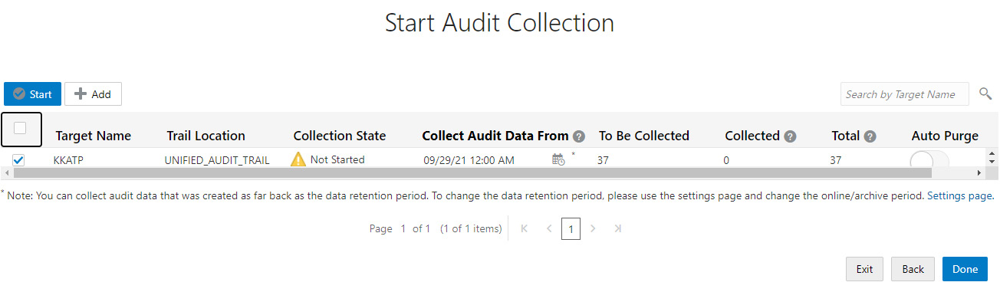 Start Audit Collection
Start Add Search by Target Name
Target Name Trail Location Collection State Collect Audit Data From ? To Be Collected Collected ? Total ? Auto Purge
KKATP UNIFIED_AUDIT_TRAIL Not Started 09/29/21 12:00 AM * 37 0 37
* Note: You can collect audit data that was created as far back as the data retention period. To change the data retention period, please use the settings page and change the online/archive period. Settings page.
Page 1 of 1 (1 of 1 items) 1
Exit Back Done